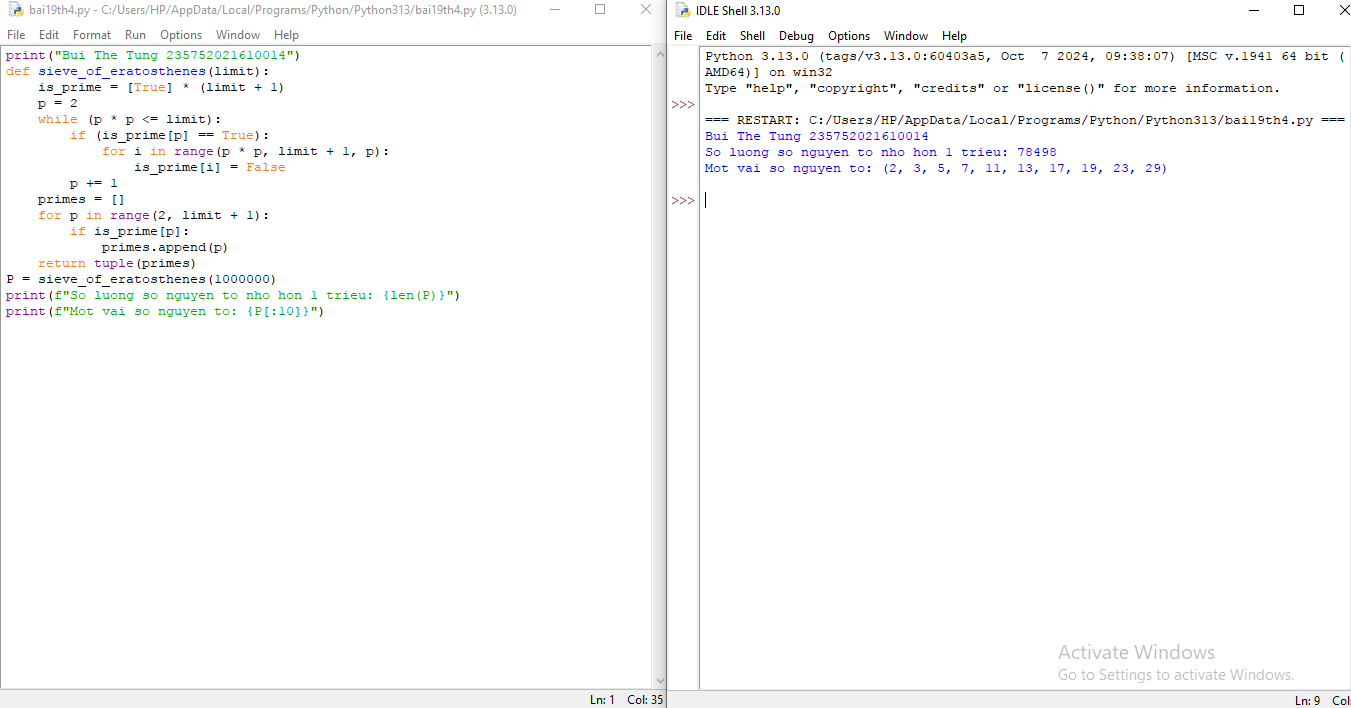 bai19th4.py - C:/Users/HP/AppData/Local/Programs/Python/Python313/bai19th4.py (3.13.0)
File Edit Format Run Options Window Help
print("Bui The Tung 235752021610014")
def sieve_of_eratosthenes(limit):
    is_prime = [True] * (limit + 1)
    p = 2
    while (p * p <= limit):
        if (is_prime[p] == True):
            for i in range(p * p, limit + 1, p):
                is_prime[i] = False
        p += 1
    primes = []
    for p in range(2, limit + 1):
        if is_prime[p]:
            primes.append(p)
    return tuple(primes)
P = sieve_of_eratosthenes(1000000)
print(f"So luong so nguyen to nho hon 1 trieu: {len(P)}")
print(f"Mot vai so nguyen to: {P[:10]}")
Ln: 1 Col: 35
IDLE Shell 3.13.0
File Edit Shell Debug Options Window Help
Python 3.13.0 (tags/v3.13.0:60403a5, Oct  7 2024, 09:38:07) [MSC v.1941 64 bit (
AMD64)] on win32
Type "help", "copyright", "credits" or "license()" for more information.
>>>
=== RESTART: C:/Users/HP/AppData/Local/Programs/Python/Python313/bai19th4.py ===
Bui The Tung 235752021610014
So luong so nguyen to nho hon 1 trieu: 78498
Mot vai so nguyen to: (2, 3, 5, 7, 11, 13, 17, 19, 23, 29)
>>>
Activate Windows
Go to Settings to activate Windows.
Ln: 9 Col: